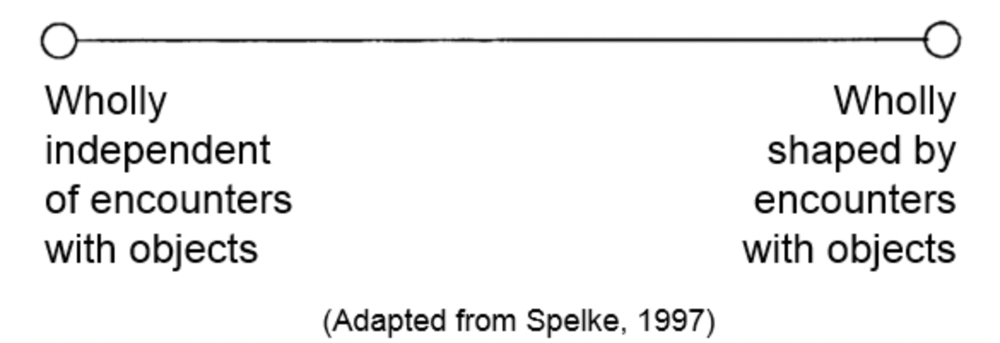 Wholly
independent
of encounters
with objects
Wholly
shaped by
encounters
with objects
(Adapted from Spelke, 1997)